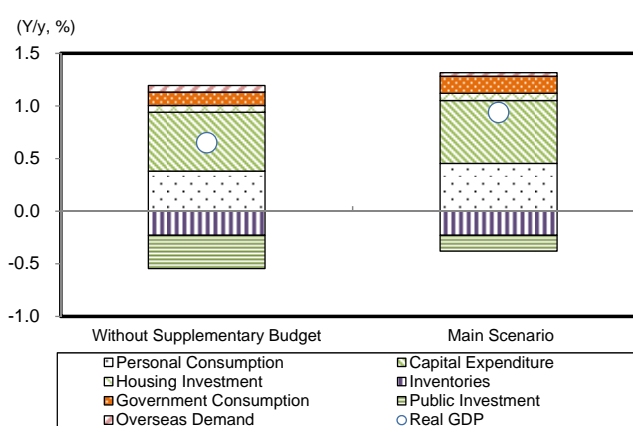 (Y/y, %)
1.5
1.0
0.5
0.0
-0.5
-1.0
Without Supplementary Budget Main Scenario
Personal Consumption Capital Expenditure
Housing Investment Inventories
Government Consumption Public Investment
Overseas Demand Real GDP